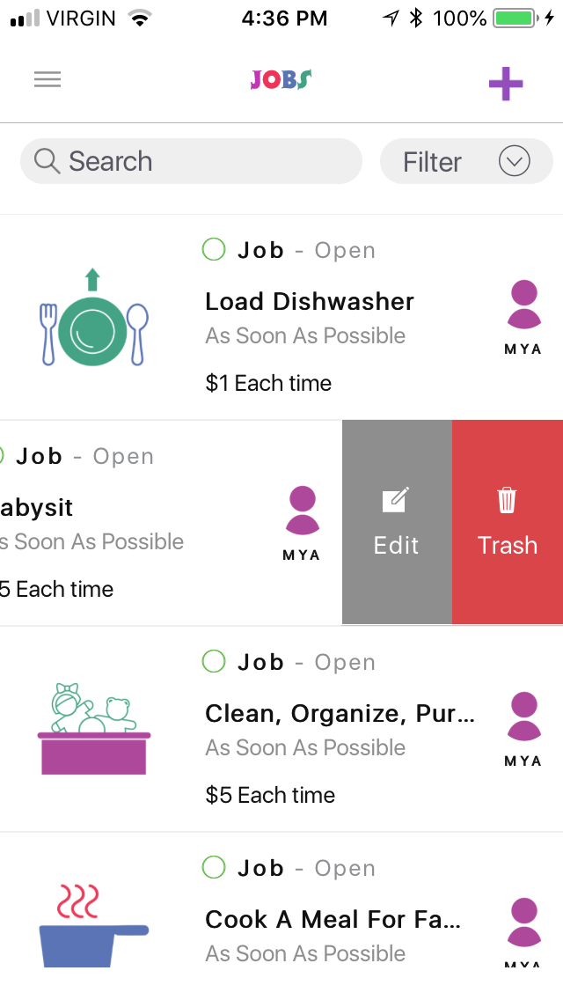 VIRGIN 4:36 PM 100%
JOBS
Search Filter
Job - Open
Load Dishwasher
As Soon As Possible
MYA
$1 Each time
Job - Open
abysit
s Soon As Possible
MYA
5 Each time
Edit Trash
Job - Open
Clean, Organize, Pur...
As Soon As Possible
MYA
$5 Each time
Job - Open
Cook A Meal For Fa...
As Soon As Possible
MYA